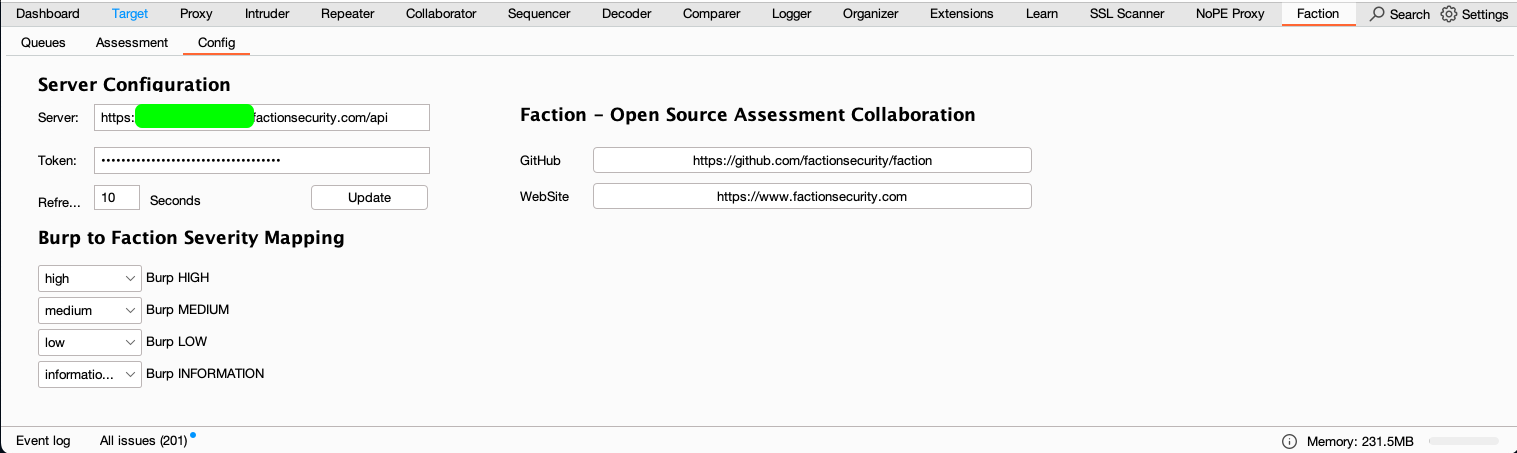 Dashboard Target Proxy Intruder Repeater Collaborator Sequencer Decoder Comparer Logger Organizer Extensions Learn SSL Scanner NoPE Proxy Faction Search Settings
Queues Assessment Config
Server Configuration
Server: https: factionsecurity.com/api
Token: •••••••••••••••••••••••••••••••••••••
Refre... 10 Seconds Update
Faction - Open Source Assessment Collaboration
GitHub https://github.com/factionsecurity/faction
WebSite https://www.factionsecurity.com
Burp to Faction Severity Mapping
high Burp HIGH
medium Burp MEDIUM
low Burp LOW
informatio... Burp INFORMATION
Event log All issues (201) Memory: 231.5MB